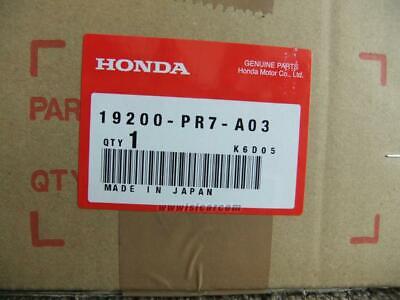 HONDA
GENUINE PARTS
Honda Motor Co., Ltd.
19200-PR7-A03
QTY 1
K6D05
MADE IN JAPAN
PAR
QTY